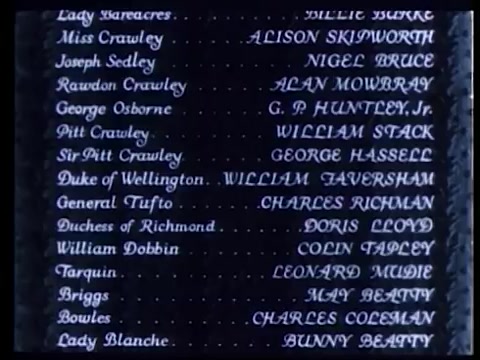 Lady Bareacres . . . . . . . BILLIE BURKE
Miss Crawley . . . . . ALISON SKIPWORTH
Joseph Sedley . . . . . . . . NIGEL BRUCE
Rawdon Crawley . . . . . ALAN MOWBRAY
George Osborne . . . . . G. P. HUNTLEY, Jr.
Pitt Crawley . . . . . . . WILLIAM STACK
Sir Pitt Crawley . . . . . GEORGE HASSELL
Duke of Wellington . . WILLIAM FAVERSHAM
General Tufto . . . . . CHARLES RICHMAN
Duchess of Richmond . . . . . DORIS LLOYD
William Dobbin . . . . . . COLIN TAPLEY
Tarquin . . . . . . . . LEONARD MUDIE
Briggs . . . . . . . . . . MAY BEATTY
Bowles . . . . . . . CHARLES COLEMAN
Lady Blanche . . . . . . BUNNY BEATTY